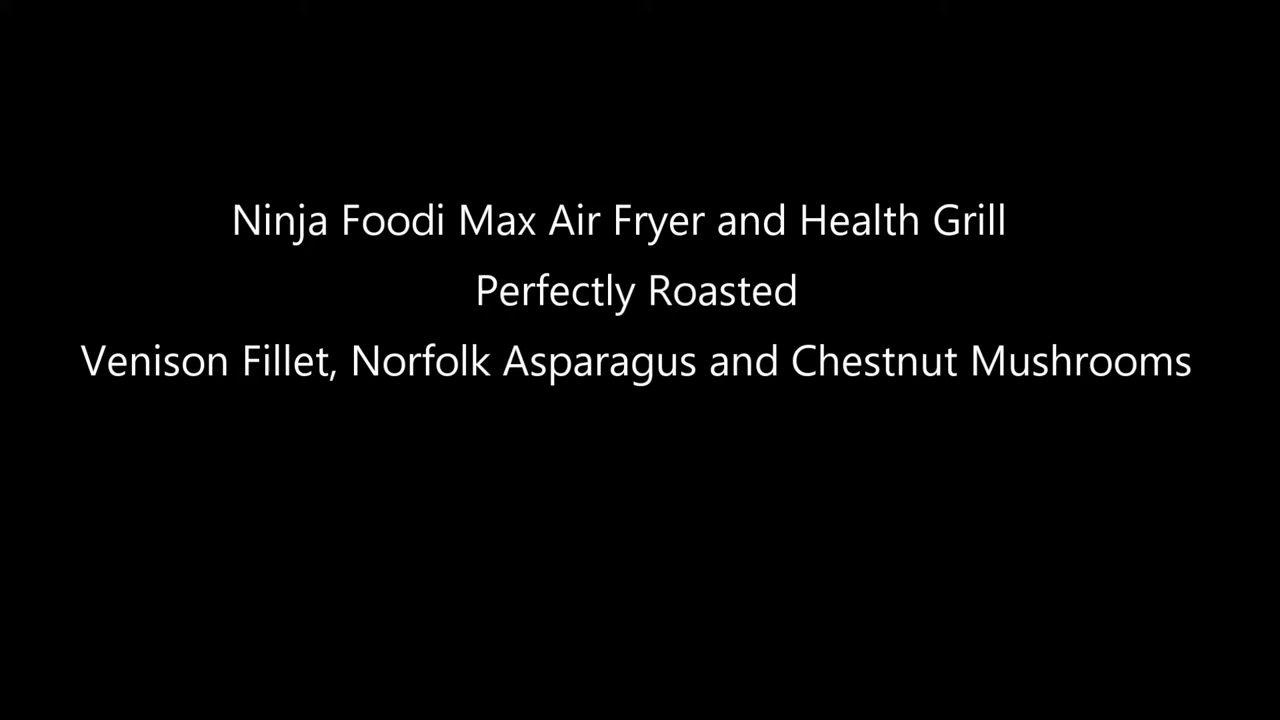 Ninja Foodi Max Air Fryer and Health Grill
Perfectly Roasted
Venison Fillet, Norfolk Asparagus and Chestnut Mushrooms